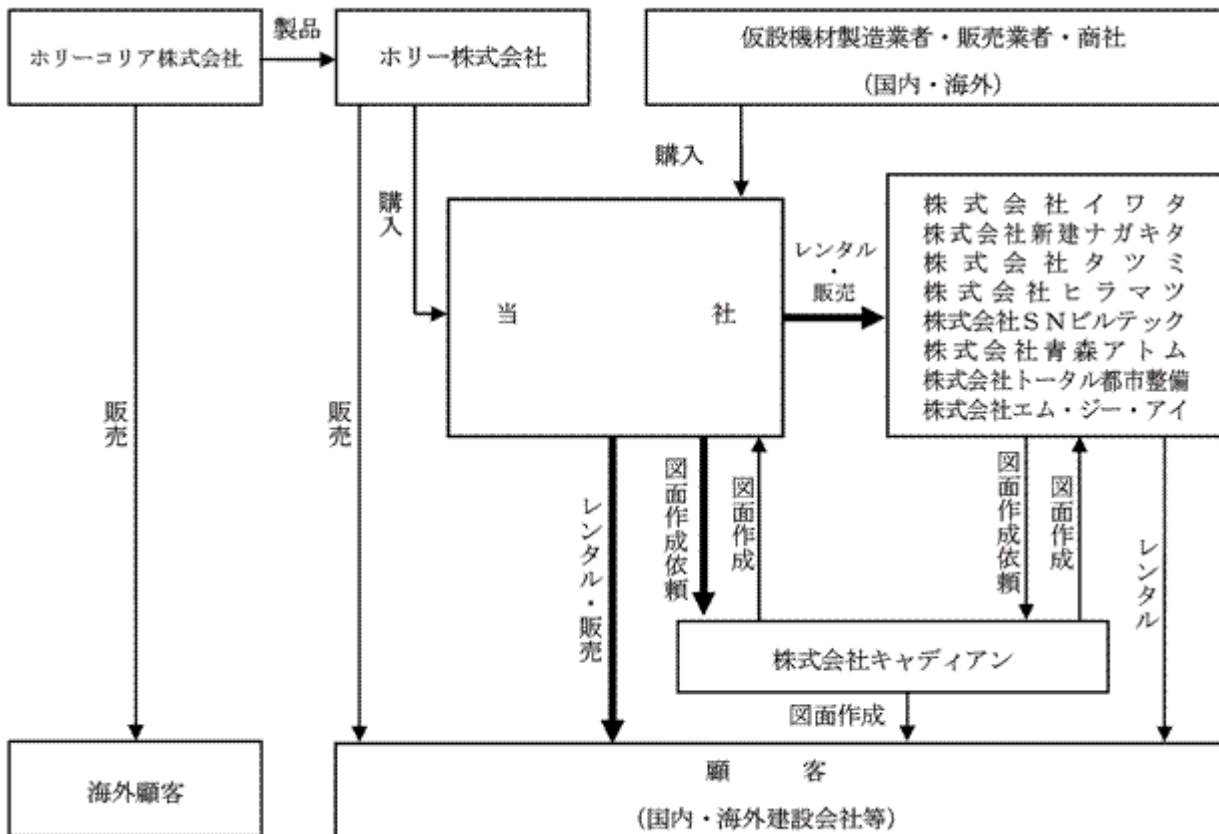 ホリーコリア株式会社
製品
ホリー株式会社
仮設機材製造業者・販売業者・商社
(国内・海外)
購入
購入
当社
レンタル
・
販売
株式会社イワタ
株式会社新建ナガキタ
株式会社タツミ
株式会社ヒラマツ
株式会社SNビルテック
株式会社青森アトム
株式会社トータル都市整備
株式会社エム・ジー・アイ
販売
販売
レンタル・販売
図面作成依頼
図面作成
図面作成依頼
図面作成
レンタル
株式会社キャディアン
図面作成
海外顧客
顧客
(国内・海外建設会社等)